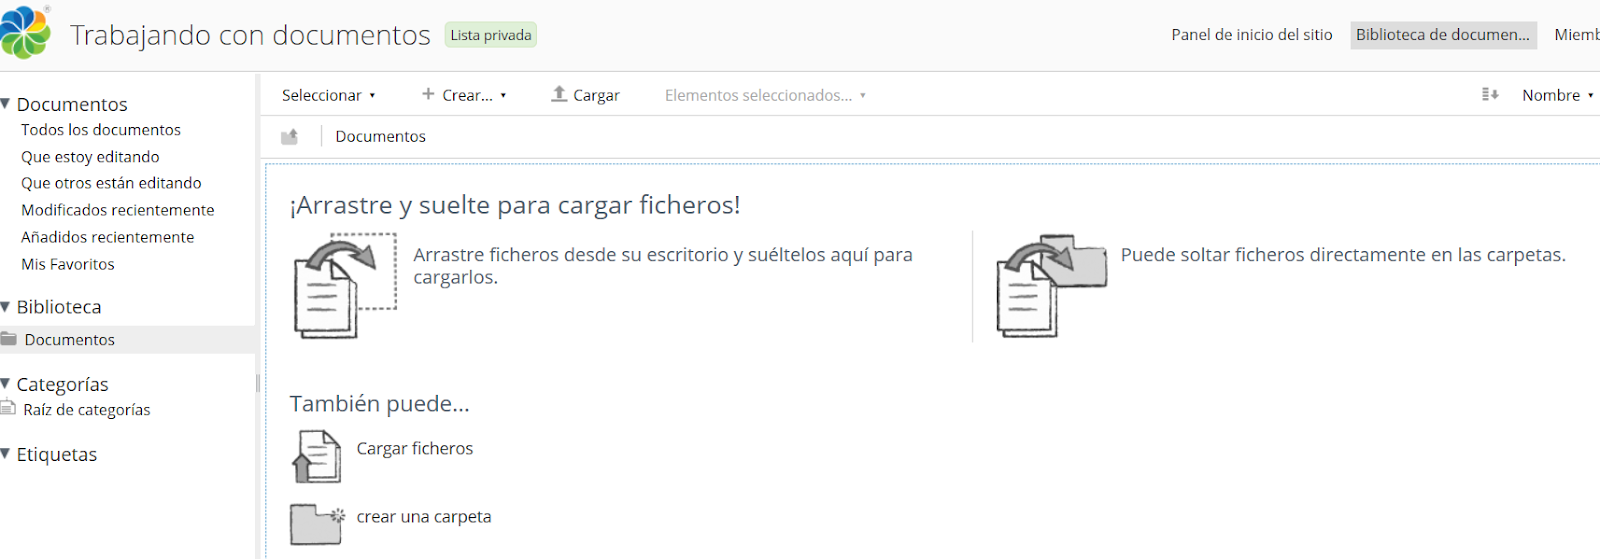 Trabajando con documentos Lista privada Panel de inicio del sitio Biblioteca de documen... Miemb
Documentos
Todos los documentos
Que estoy editando
Que otros están editando
Modificados recientemente
Añadidos recientemente
Mis Favoritos
Biblioteca
Documentos
Categorías
Raíz de categorías
Etiquetas
Seleccionar Crear... Cargar Elementos seleccionados... Nombre
Documentos
¡Arrastre y suelte para cargar ficheros!
Arrastre ficheros desde su escritorio y suéltelos aquí para
cargarlos.
Puede soltar ficheros directamente en las carpetas.
También puede...
Cargar ficheros
crear una carpeta